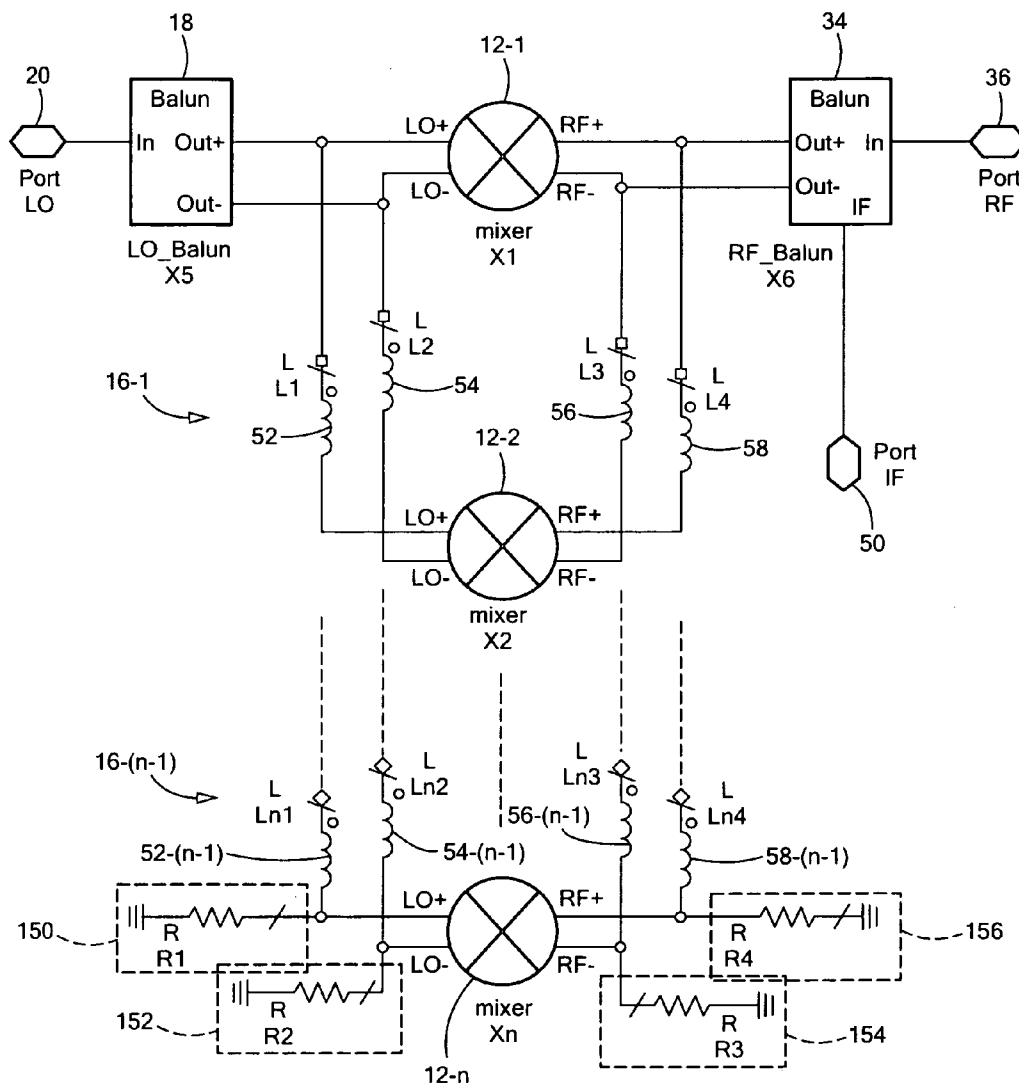 18
12-1
34
20
36
Balun
In
Out+
Out-
LO+
LO-
RF+
RF-
Balun
Out+
In
Out-
IF
Port
LO
Port
RF
LO_Balun
X5
mixer
X1
RF_Balun
X6
L
L1
L
L2
L
L3
L
L4
16-1
52
54
56
58
12-2
Port
IF
50
LO+
LO-
RF+
RF-
mixer
X2
16-(n-1)
L
Ln1
L
Ln2
L
Ln3
L
Ln4
52-(n-1)
54-(n-1)
56-(n-1)
58-(n-1)
LO+
LO-
RF+
RF-
150
R
R1
R
R4
156
152
R
R2
mixer
Xn
R
R3
154
12-n